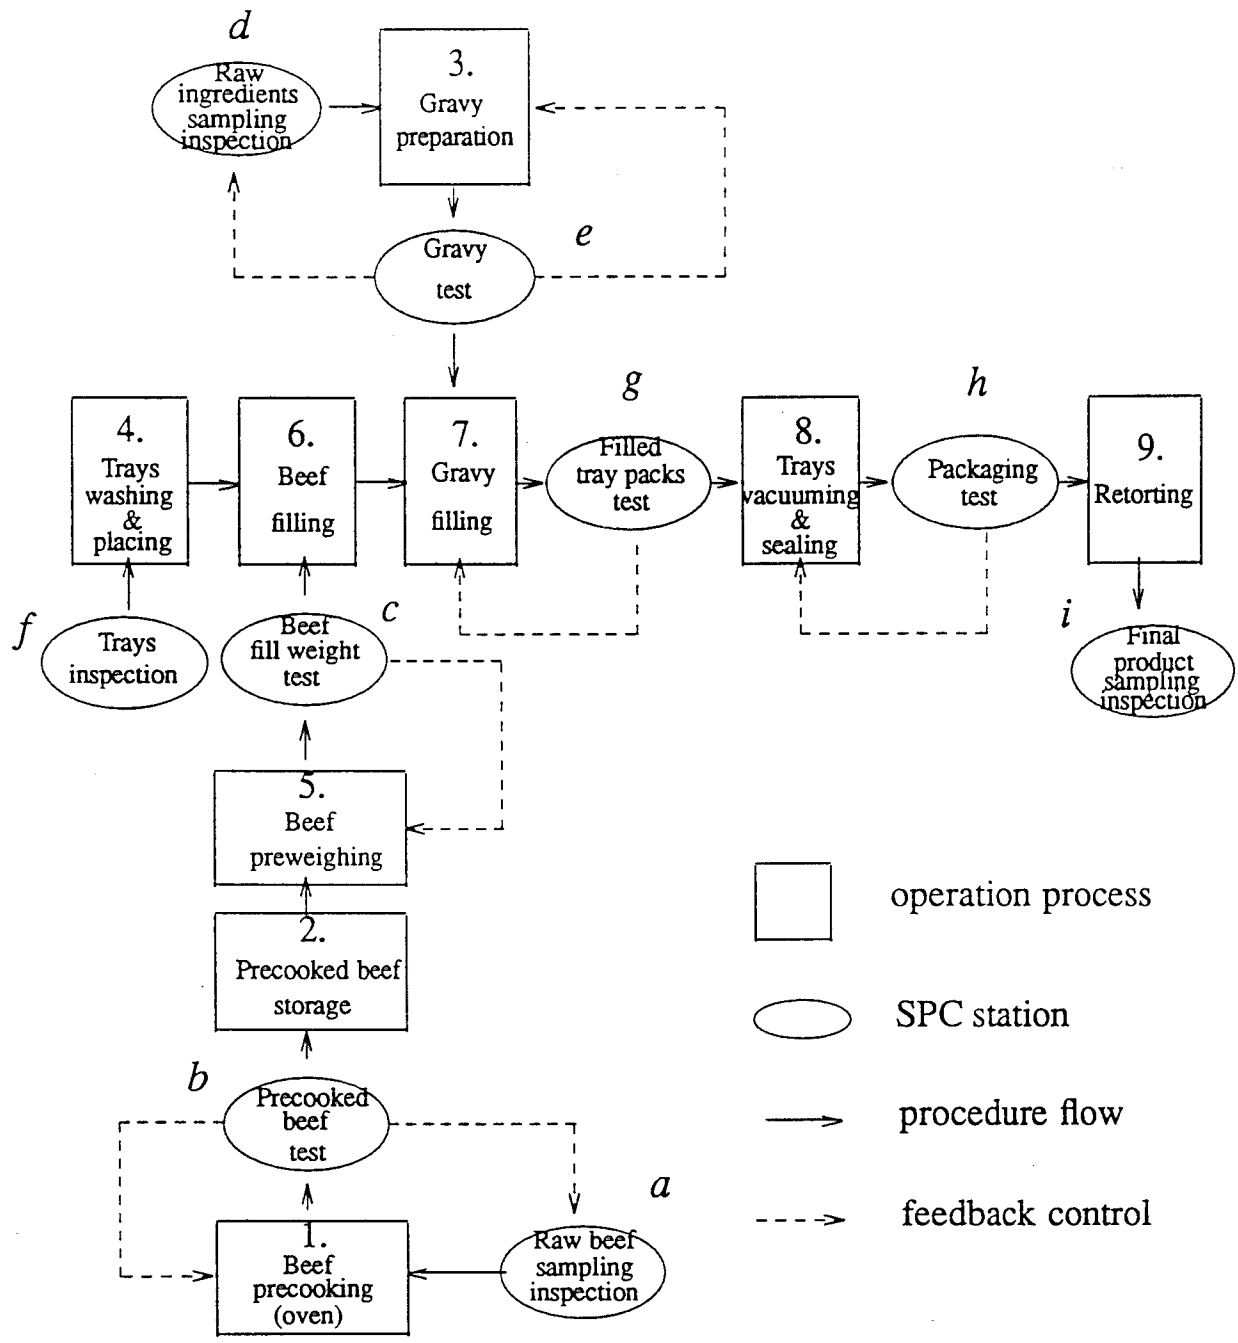 d
Raw
ingredients
sampling
inspection
3.
Gravy
preparation
e
Gravy
test
4.
Trays
washing
&
placing
6.
Beef
filling
7.
Gravy
filling
g
Filled
tray packs
test
8.
Trays
vacuuming
&
sealing
h
Packaging
test
9.
Retorting
f
Trays
inspection
c
Beef
fill weight
test
i
Final
product
sampling
inspection
5.
Beef
preweighing
2.
Precooked beef
storage
b
Precooked
beef
test
a
Raw beef
sampling
inspection
1.
Beef
precooking
(oven)
operation process
SPC station
procedure flow
feedback control